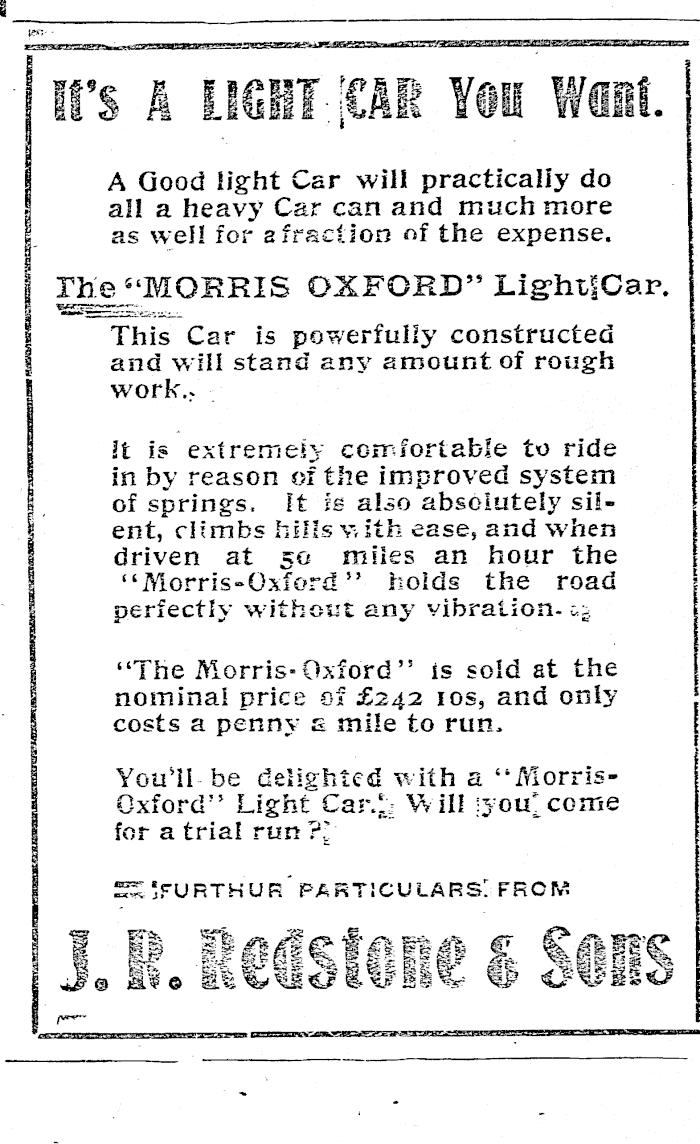 It's A LIGHT CAR You Want.
A Good light Car will practically do
all a heavy Car can and much more
as well for a fraction of the expense.
The "MORRIS OXFORD" Light Car.
This Car is powerfully constructed
and will stand any amount of rough
work.
It is extremely comfortable to ride
in by reason of the improved system
of springs. It is also absolutely sil-
ent, climbs hills with ease, and when
driven at 50 miles an hour the
"Morris-Oxford" holds the road
perfectly without any vibration.
"The Morris-Oxford" is sold at the
nominal price of £242 10s, and only
costs a penny a mile to run.
You'll be delighted with a "Morris-
Oxford" Light Car. Will you come
for a trial run?
FURTHUR PARTICULARS FROM
J. R. Redstone & Sons